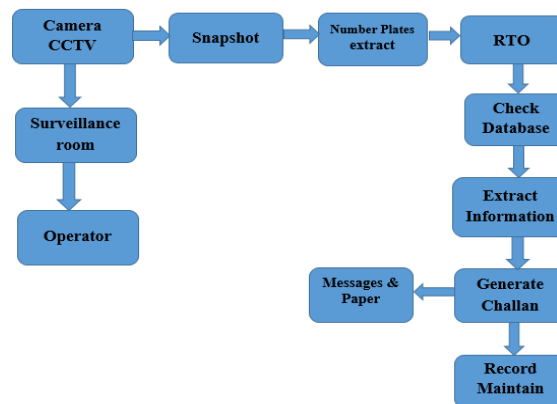 Camera
CCTV
Snapshot
Number Plates
extract
RTO
Surveillance
room
Check
Database
Operator
Extract
Information
Messages &
Paper
Generate
Challan
Record
Maintain